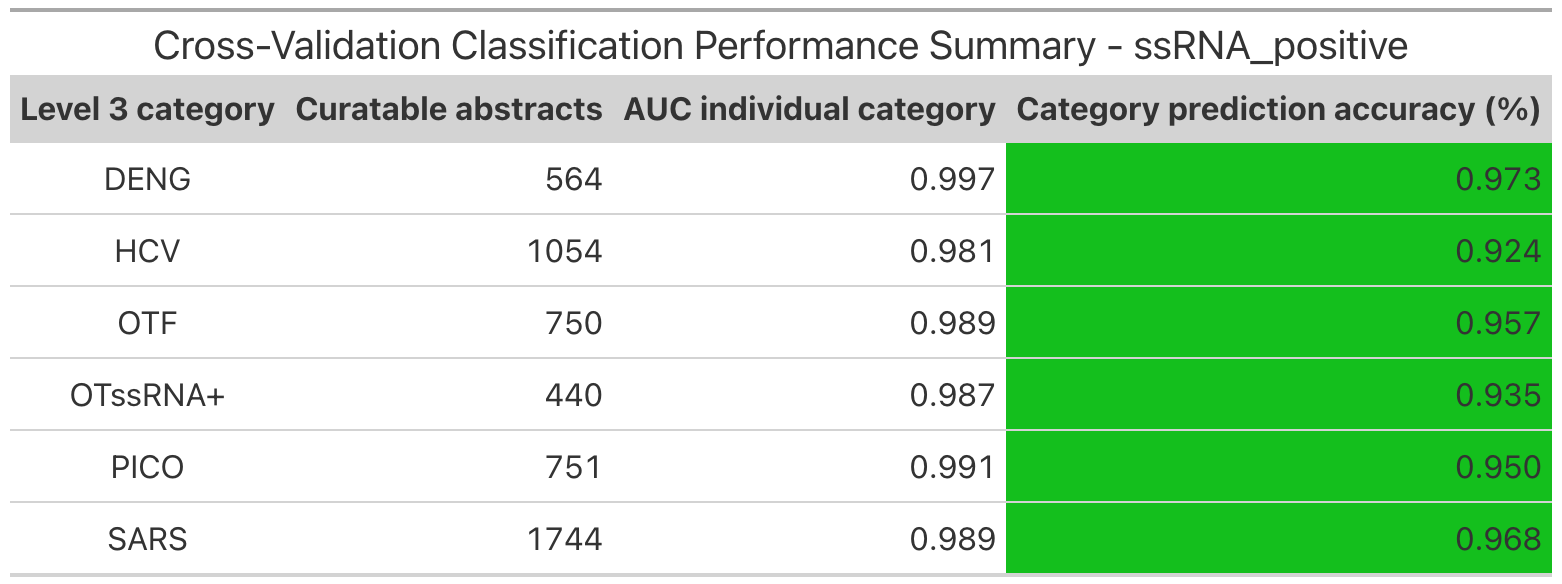 Cross-Validation Classification Performance Summary - ssRNA_positive
Level 3 category Curatable abstracts AUC individual category Category prediction accuracy (%)
DENG 564 0.997 0.973
HCV 1054 0.981 0.924
OTF 750 0.989 0.957
OTssRNA+ 440 0.987 0.935
PICO 751 0.991 0.950
SARS 1744 0.989 0.968